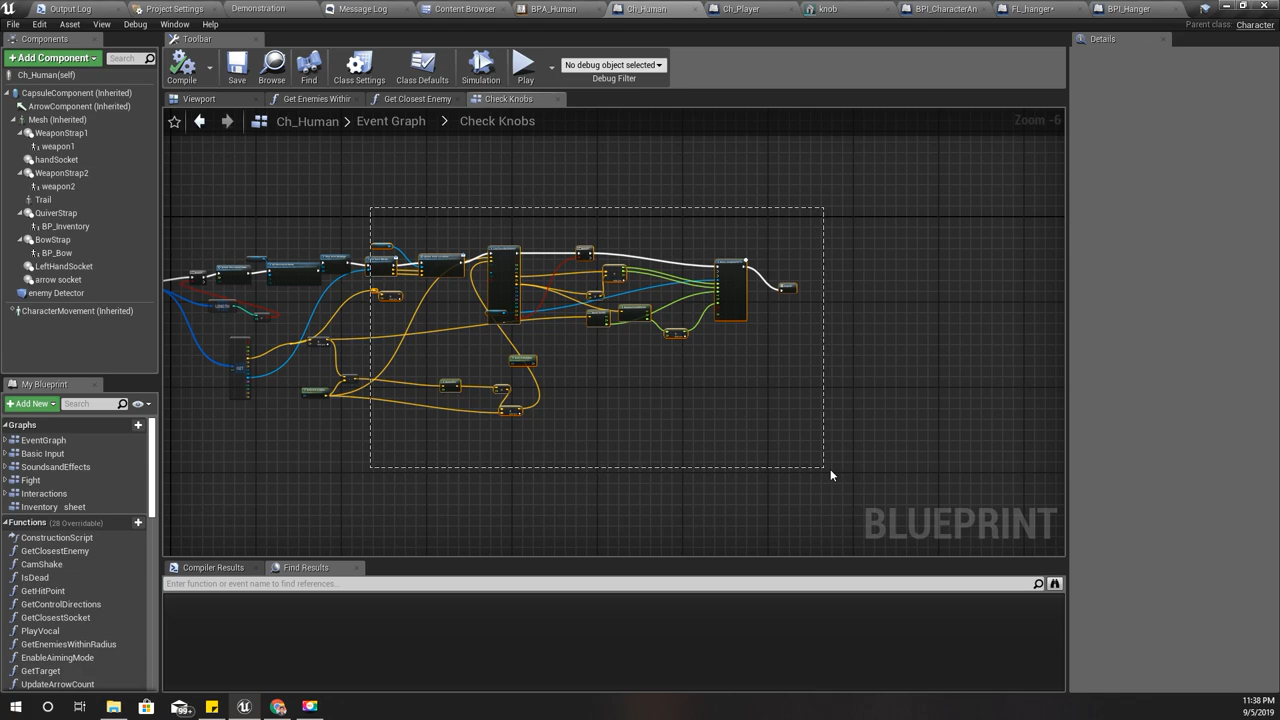 Output Log
Project Settings
Demonstration
Message Log
Content Browser
BPA_Human
Ch_Human
Ch_Player
knob
BPI_CharacterAn
FL_hanger*
BPI_Hanger
File
Edit
Asset
View
Debug
Window
Help
Parent class: Character
Components
Toolbar
Details
+ Add Component
Search
Ch_Human(self)
CapsuleComponent (Inherited)
ArrowComponent (Inherited)
Mesh (Inherited)
WeaponStrap1
weapon1
handSocket
WeaponStrap2
weapon2
Trail
QuiverStrap
BP_Inventory
BowStrap
BP_Bow
LeftHandSocket
arrow socket
enemy Detector
CharacterMovement (Inherited)
Compile
Save
Browse
Find
Class Settings
Class Defaults
Simulation
Play
No debug object selected
Debug Filter
Viewport
Get Enemies Withir
Get Closest Enemy
Check Knobs
Ch_Human > Event Graph > Check Knobs
Zoom -6
BLUEPRINT
My Blueprint
+ Add New
Search
Graphs
EventGraph
Basic Input
SoundsandEffects
Fight
Interactions
Inventory sheet
Functions (28 Overridable)
ConstructionScript
GetClosestEnemy
CamShake
IsDead
GetHitPoint
GetControlDirections
GetClosestSocket
PlayVocal
GetEnemiesWithinRadius
EnableAimingMode
GetTarget
UpdateArrowCount
Compiler Results
Find Results
Enter function or event name to find references...
99+
11:38 PM
9/5/2019